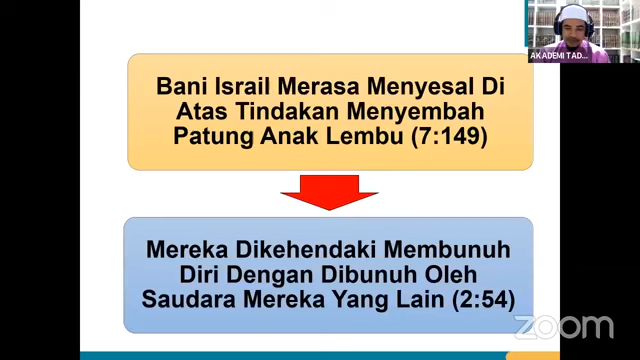 AKADEMI TAD...
Bani Israil Merasa Menyesal Di
Atas Tindakan Menyembah
Patung Anak Lembu (7:149)
Mereka Dikehendaki Membunuh
Diri Dengan Dibunuh Oleh
Saudara Mereka Yang Lain (2:54)
zoom